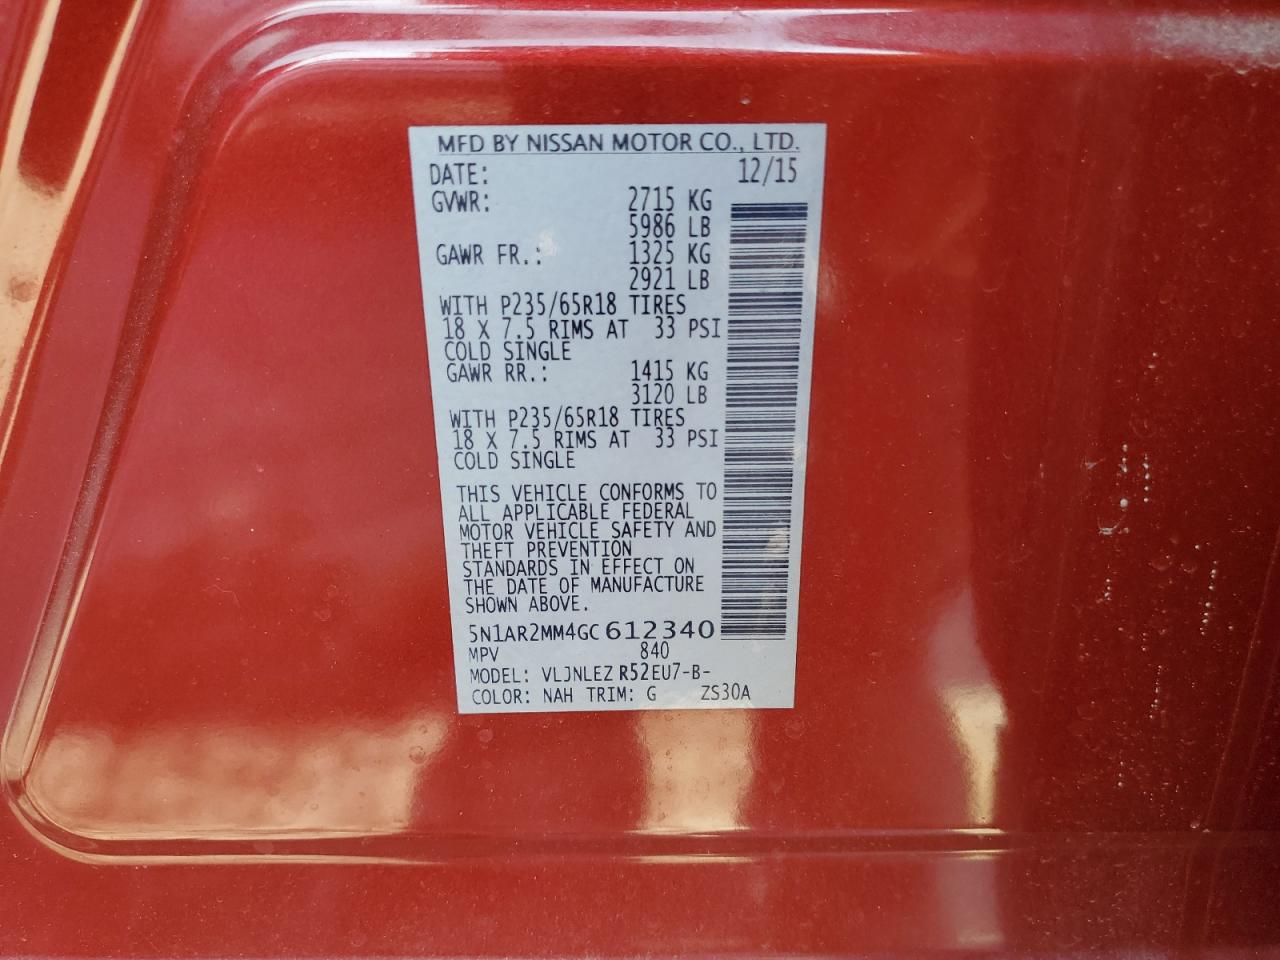 MFD BY NISSAN MOTOR CO., LTD.
DATE: 12/15
GVWR: 2715 KG
5986 LB
GAWR FR.: 1325 KG
2921 LB
WITH P235/65R18 TIRES
18 X 7.5 RIMS AT 33 PSI
COLD SINGLE
GAWR RR.: 1415 KG
3120 LB
WITH P235/65R18 TIRES
18 X 7.5 RIMS AT 33 PSI
COLD SINGLE
THIS VEHICLE CONFORMS TO
ALL APPLICABLE FEDERAL
MOTOR VEHICLE SAFETY AND
THEFT PREVENTION
STANDARDS IN EFFECT ON
THE DATE OF MANUFACTURE
SHOWN ABOVE.
5N1AR2MM4GC612340
MPV 840
MODEL: VLJNLEZ R52EU7-B-
COLOR: NAH TRIM: G ZS30A